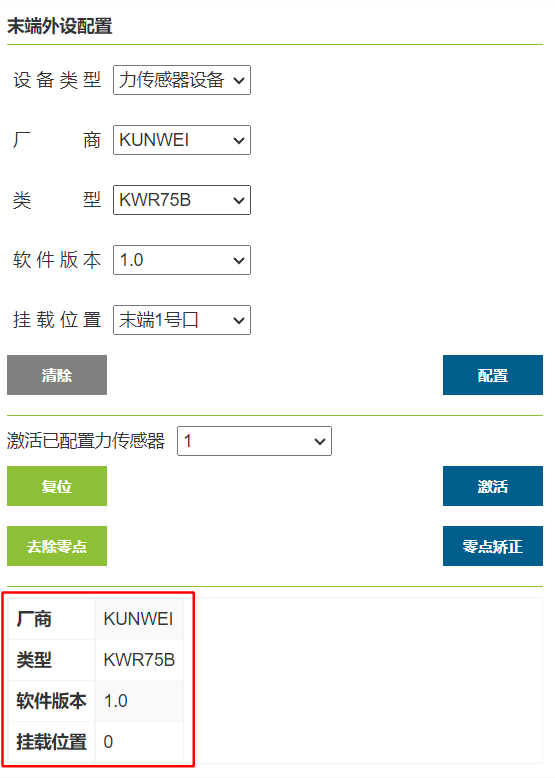 末端外设配置
设备类型 力传感器设备
厂商 KUNWEI
类型 KWR75B
软件版本 1.0
挂载位置 末端1号口
清除 配置
激活已配置力传感器 1
复位 激活
去除零点 零点矫正
厂商 KUNWEI
类型 KWR75B
软件版本 1.0
挂载位置 0